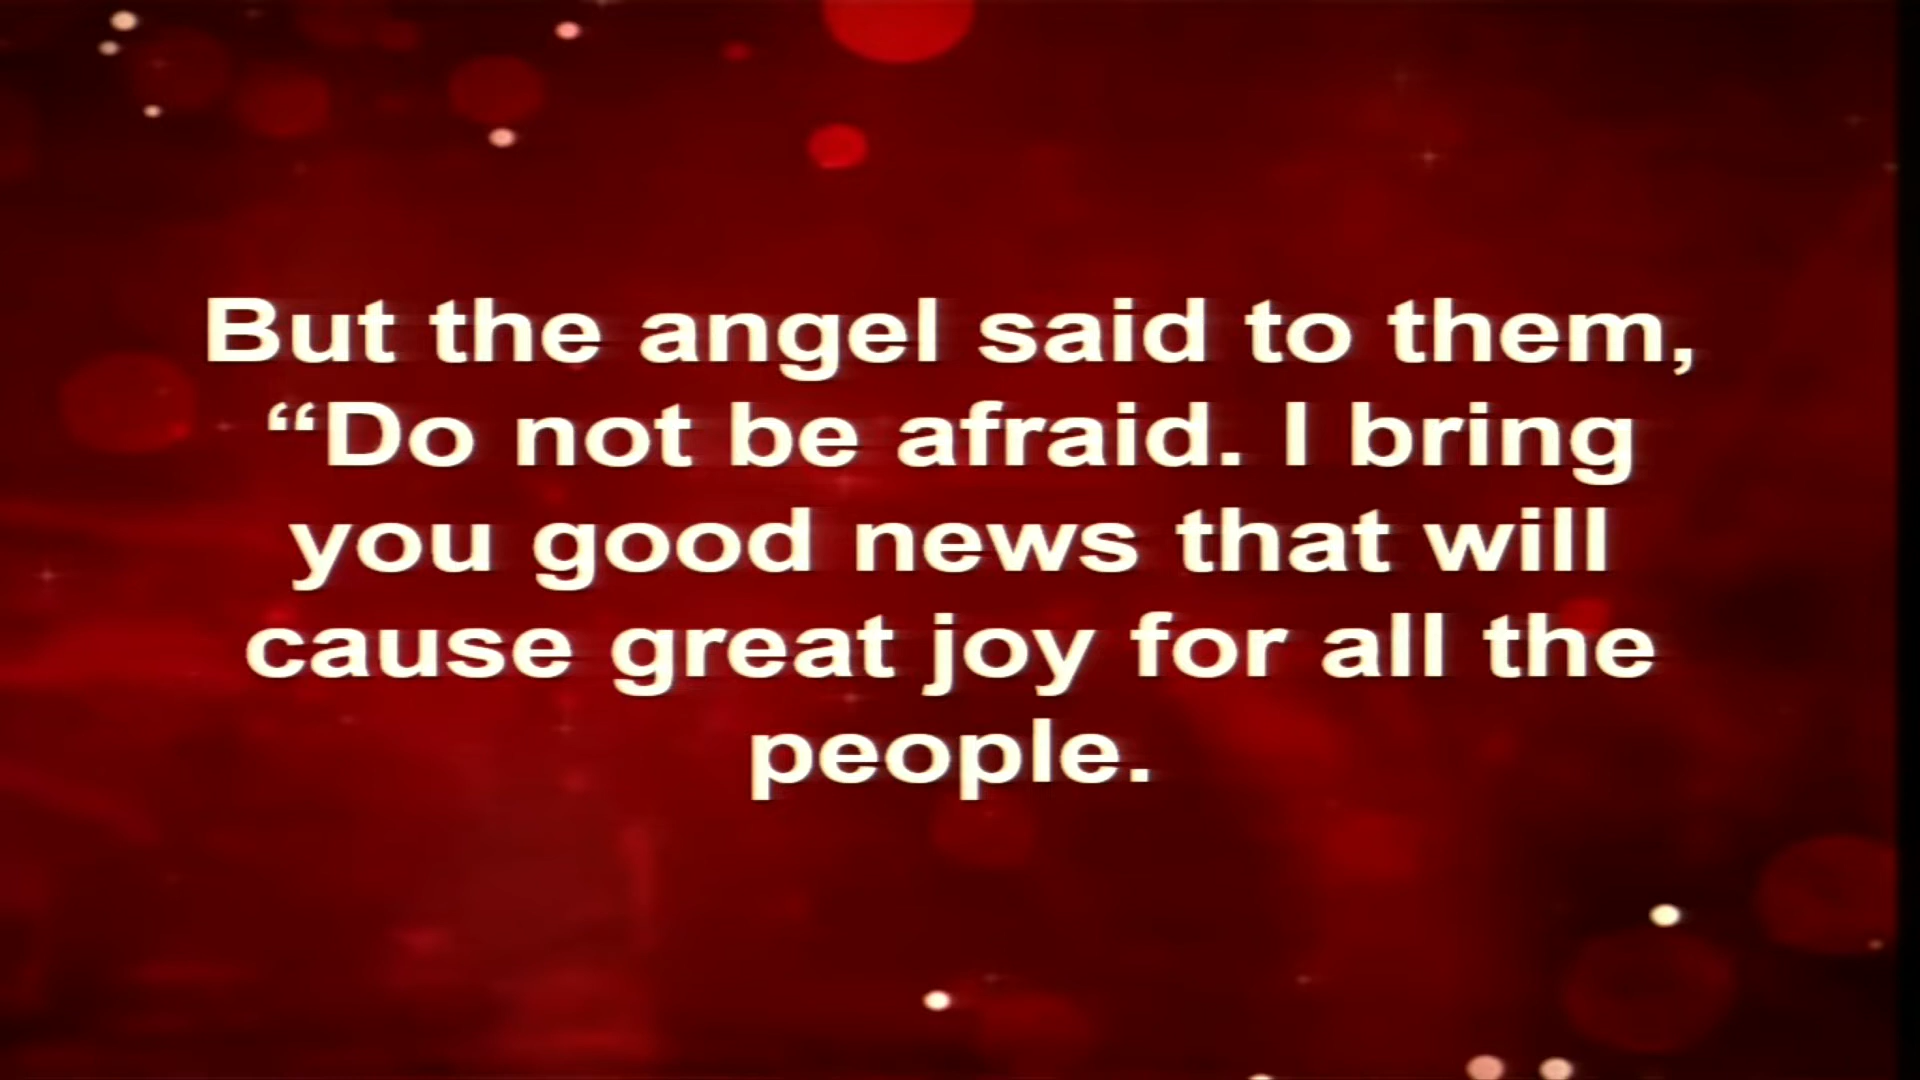 But the angel said to them,
“Do not be afraid. I bring
you good news that will
cause great joy for all the
people.